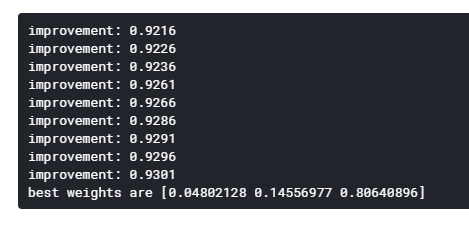 improvement: 0.9216
improvement: 0.9226
improvement: 0.9236
improvement: 0.9261
improvement: 0.9266
improvement: 0.9286
improvement: 0.9291
improvement: 0.9296
improvement: 0.9301
best weights are [0.04802128 0.14556977 0.80640896]